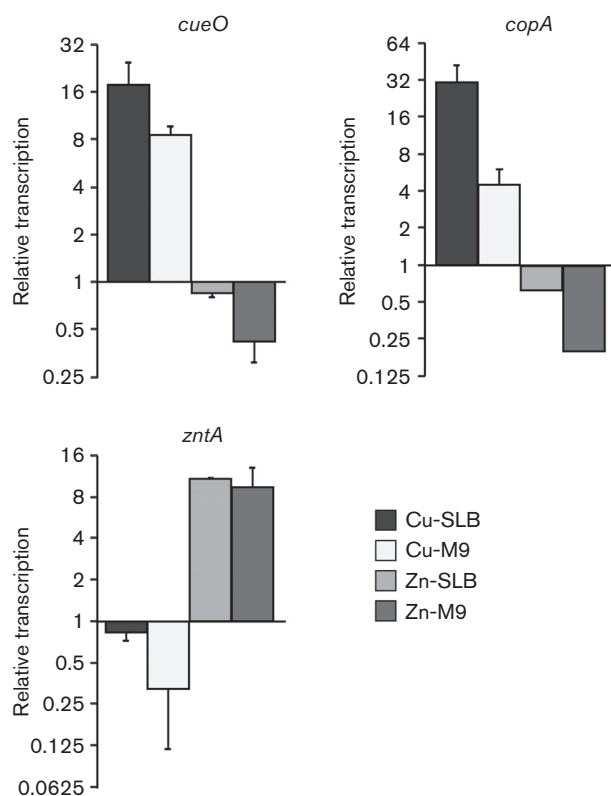 cueO
32
16
8
4
2
1
0.5
0.25
Relative transcription
copA
64
32
16
8
4
2
1
0.5
0.25
0.125
Relative transcription
zntA
16
8
4
2
1
0.5
0.25
0.125
0.0625
Relative transcription
Cu-SLB
Cu-M9
Zn-SLB
Zn-M9